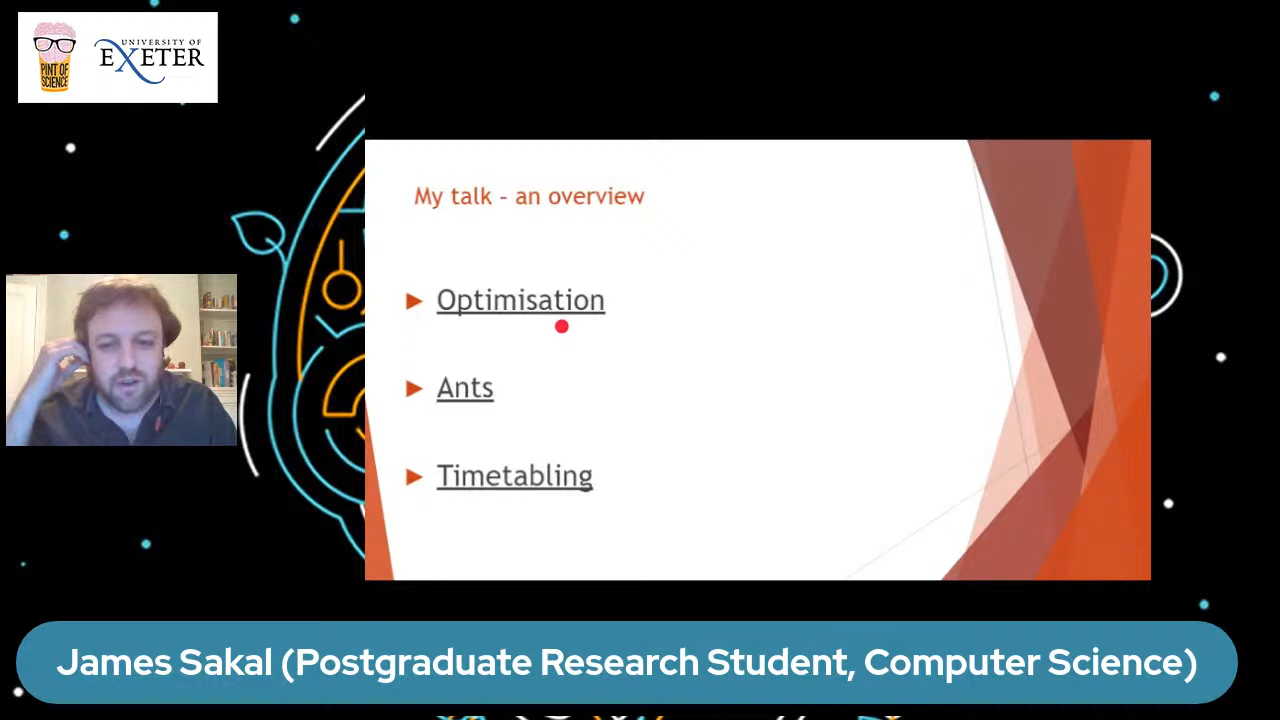 PINT OF
SCIENCE
UNIVERSITY OF
EXETER
My talk – an overview
Optimisation
Ants
Timetabling
James Sakal (Postgraduate Research Student, Computer Science)